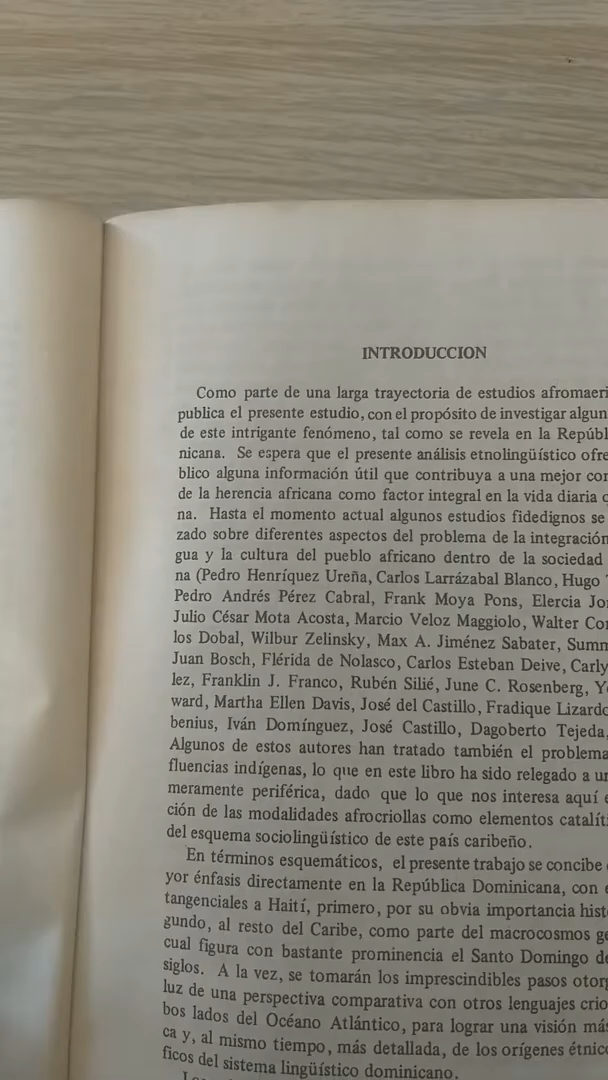 INTRODUCCION
Como parte de una larga trayectoria de estudios afromaeri
publica el presente estudio, con el propósito de investigar algun
de este intrigante fenómeno, tal como se revela en la Repúbl
nicana. Se espera que el presente análisis etnolingüístico ofre
blico alguna información útil que contribuya a una mejor com
de la herencia africana como factor integral en la vida diaria q
na. Hasta el momento actual algunos estudios fidedignos se
zado sobre diferentes aspectos del problema de la integración
gua y la cultura del pueblo africano dentro de la sociedad
na (Pedro Henríquez Ureña, Carlos Larrázabal Blanco, Hugo
Pedro Andrés Pérez Cabral, Frank Moya Pons, Elercia Jor
Julio César Mota Acosta, Marcio Veloz Maggiolo, Walter Cor
los Dobal, Wilbur Zelinsky, Max A. Jiménez Sabater, Summ
Juan Bosch, Flérida de Nolasco, Carlos Esteban Deive, Carly
lez, Franklin J. Franco, Rubén Silié, June C. Rosenberg, Y
ward, Martha Ellen Davis, José del Castillo, Fradique Lizardo
benius, Iván Domínguez, José Castillo, Dagoberto Tejeda,
Algunos de estos autores han tratado también el problema
fluencias indígenas, lo que en este libro ha sido relegado a un
meramente periférica, dado que lo que nos interesa aquí e
ción de las modalidades afrocriollas como elementos catalíti
del esquema sociolingüístico de este país caribeño.
En términos esquemáticos, el presente trabajo se concibe
yor énfasis directamente en la República Dominicana, con e
tangenciales a Haití, primero, por su obvia importancia hist
gundo, al resto del Caribe, como parte del macrocosmos ge
cual figura con bastante prominencia el Santo Domingo de
siglos. A la vez, se tomarán los imprescindibles pasos otorg
luz de una perspectiva comparativa con otros lenguajes crio
bos lados del Océano Atlántico, para lograr una visión más
ca y, al mismo tiempo, más detallada, de los orígenes étnic
ficos del sistema lingüístico dominicano.